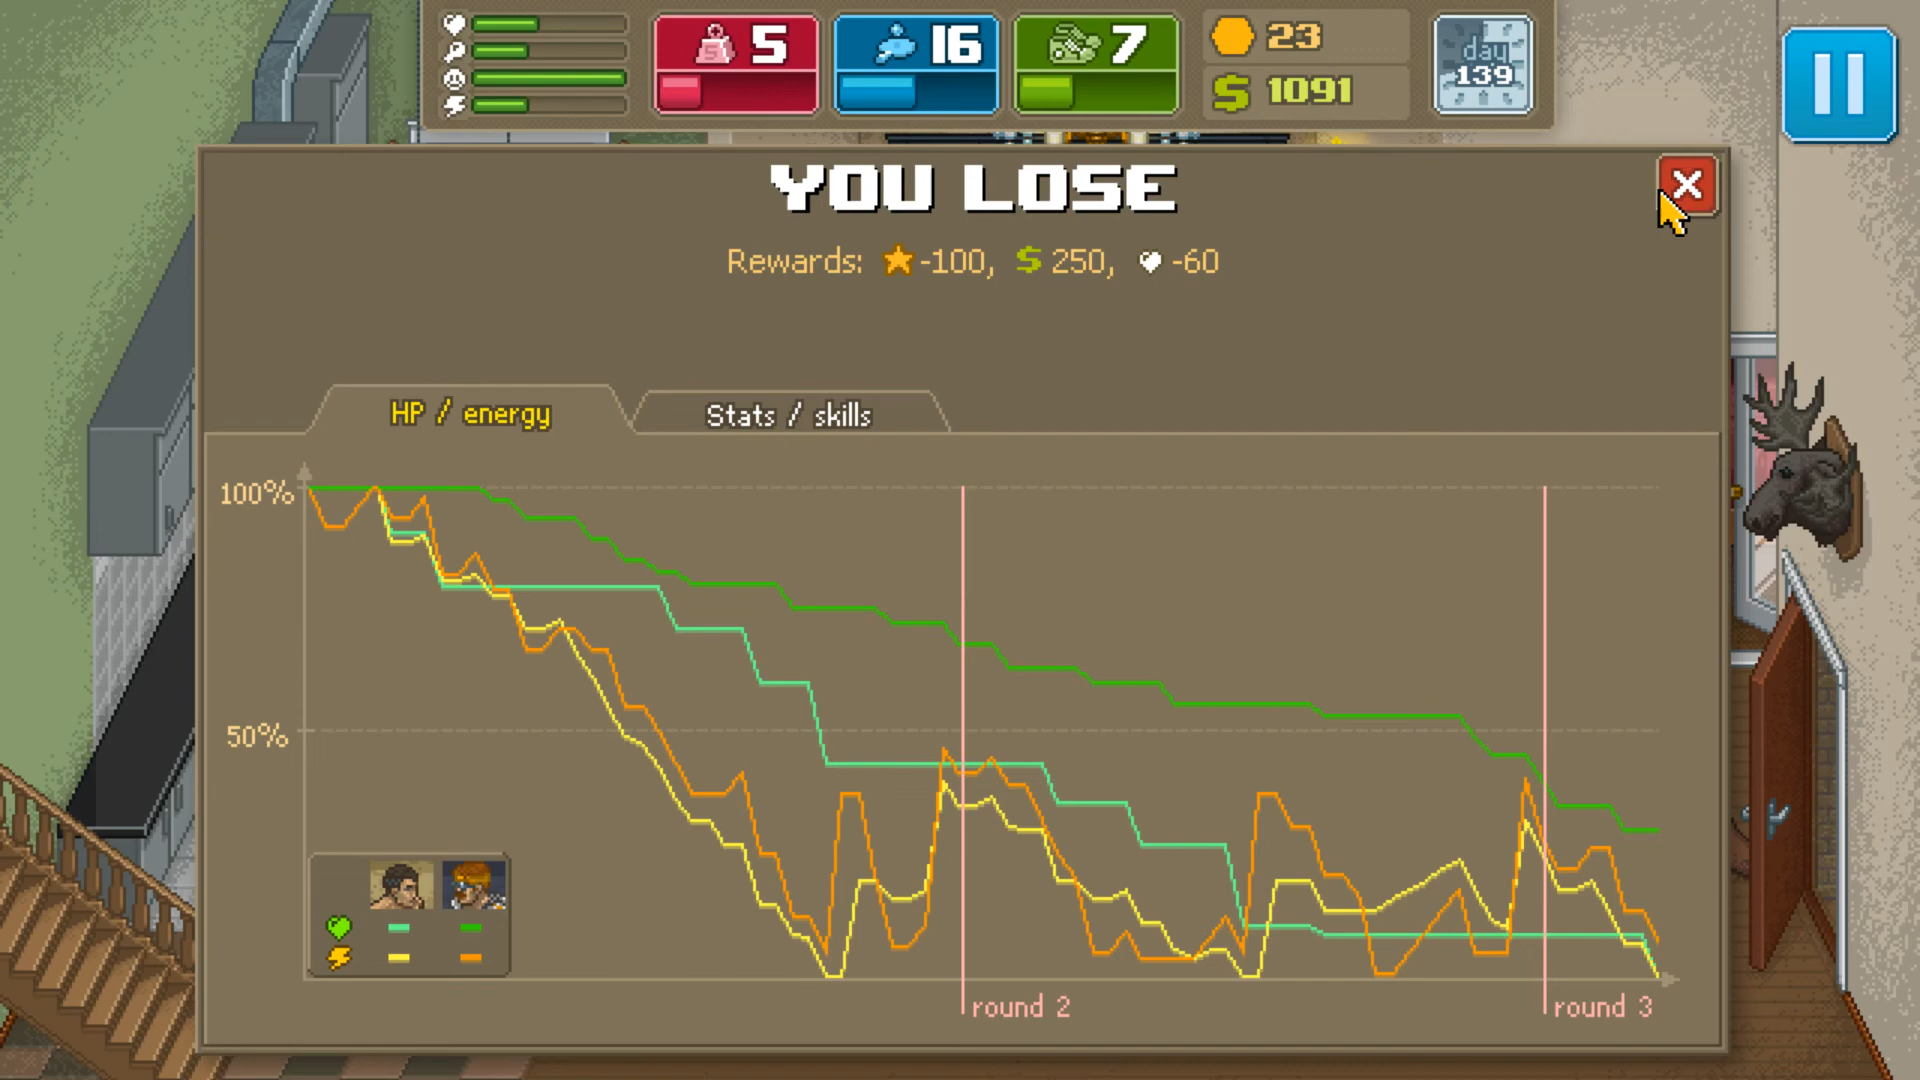 5
16
7
23
$ 1091
day
139
YOU LOSE
Rewards: -100, $ 250, -60
HP / energy
Stats / skills
100%
50%
round 2
round 3